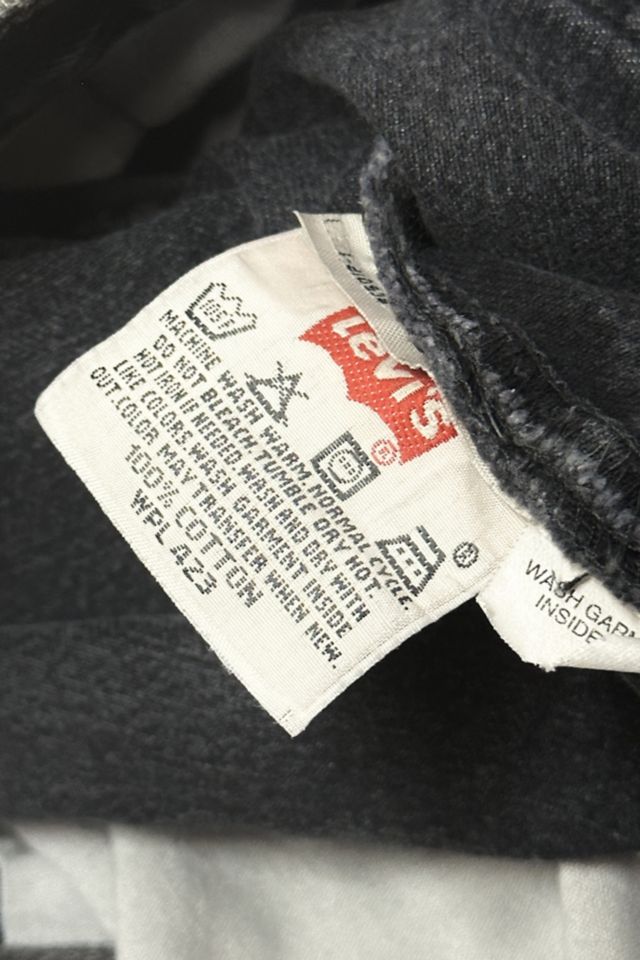 Levi's
®
105F
MACHINE WASH WARM, NORMAL CYCLE.
DO NOT BLEACH. TUMBLE DRY HOT.
HOT IRON IF NEEDED WASH AND DRY WITH
LIKE COLORS WASH GARMENT INSIDE
OUT COLOR MAY TRANSFER WHEN NEW.
100% COTTON
WPL 423
WASH
INSIDE